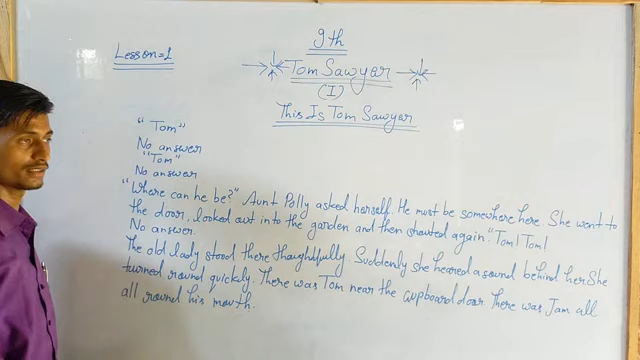 9th
Lesson=1
Tom Sawyer
(I)
This Is Tom Sawyer
"Tom"
No answer
"Tom"
No answer
"Where can he be?" Aunt Polly asked herself. He must be somewhere here. She went to
the door, looked out into the garden and then shouted again. "Tom! Tom!
No answer.
The old lady stood there thoughtfully Suddenly she heared a sound behind her. She
turned round quickly. There was Tom near the cupboard door. There was Jam all
all round his mouth.